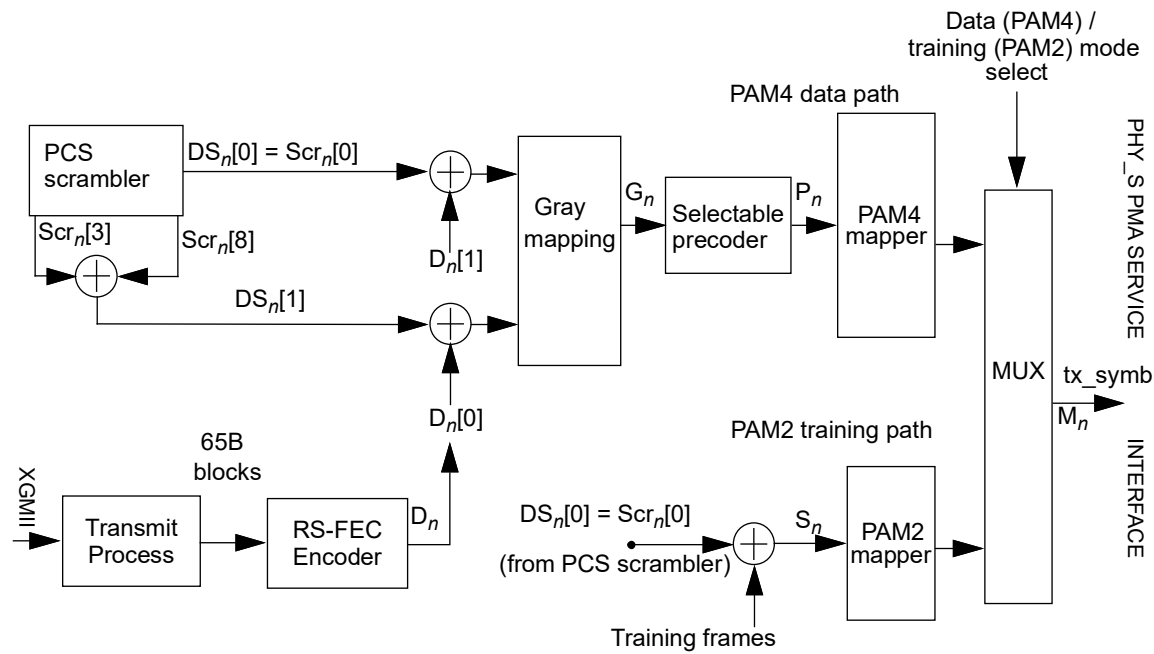 Data (PAM4) /
training (PAM2) mode
select
PAM4 data path
PCS
scrambler
DSn[0] = Scrn[0]
Scrn[3]
Scrn[8]
Dn[1]
DSn[1]
Gray
mapping
Gn
Selectable
precoder
Pn
PAM4
mapper
PHY_S PMA SERVICE
MUX
tx_symb
Mn
Dn[0]
65B
blocks
PAM2 training path
XGMII
Transmit
Process
RS-FEC
Encoder
Dn
DSn[0] = Scrn[0]
(from PCS scrambler)
Sn
PAM2
mapper
INTERFACE
Training frames